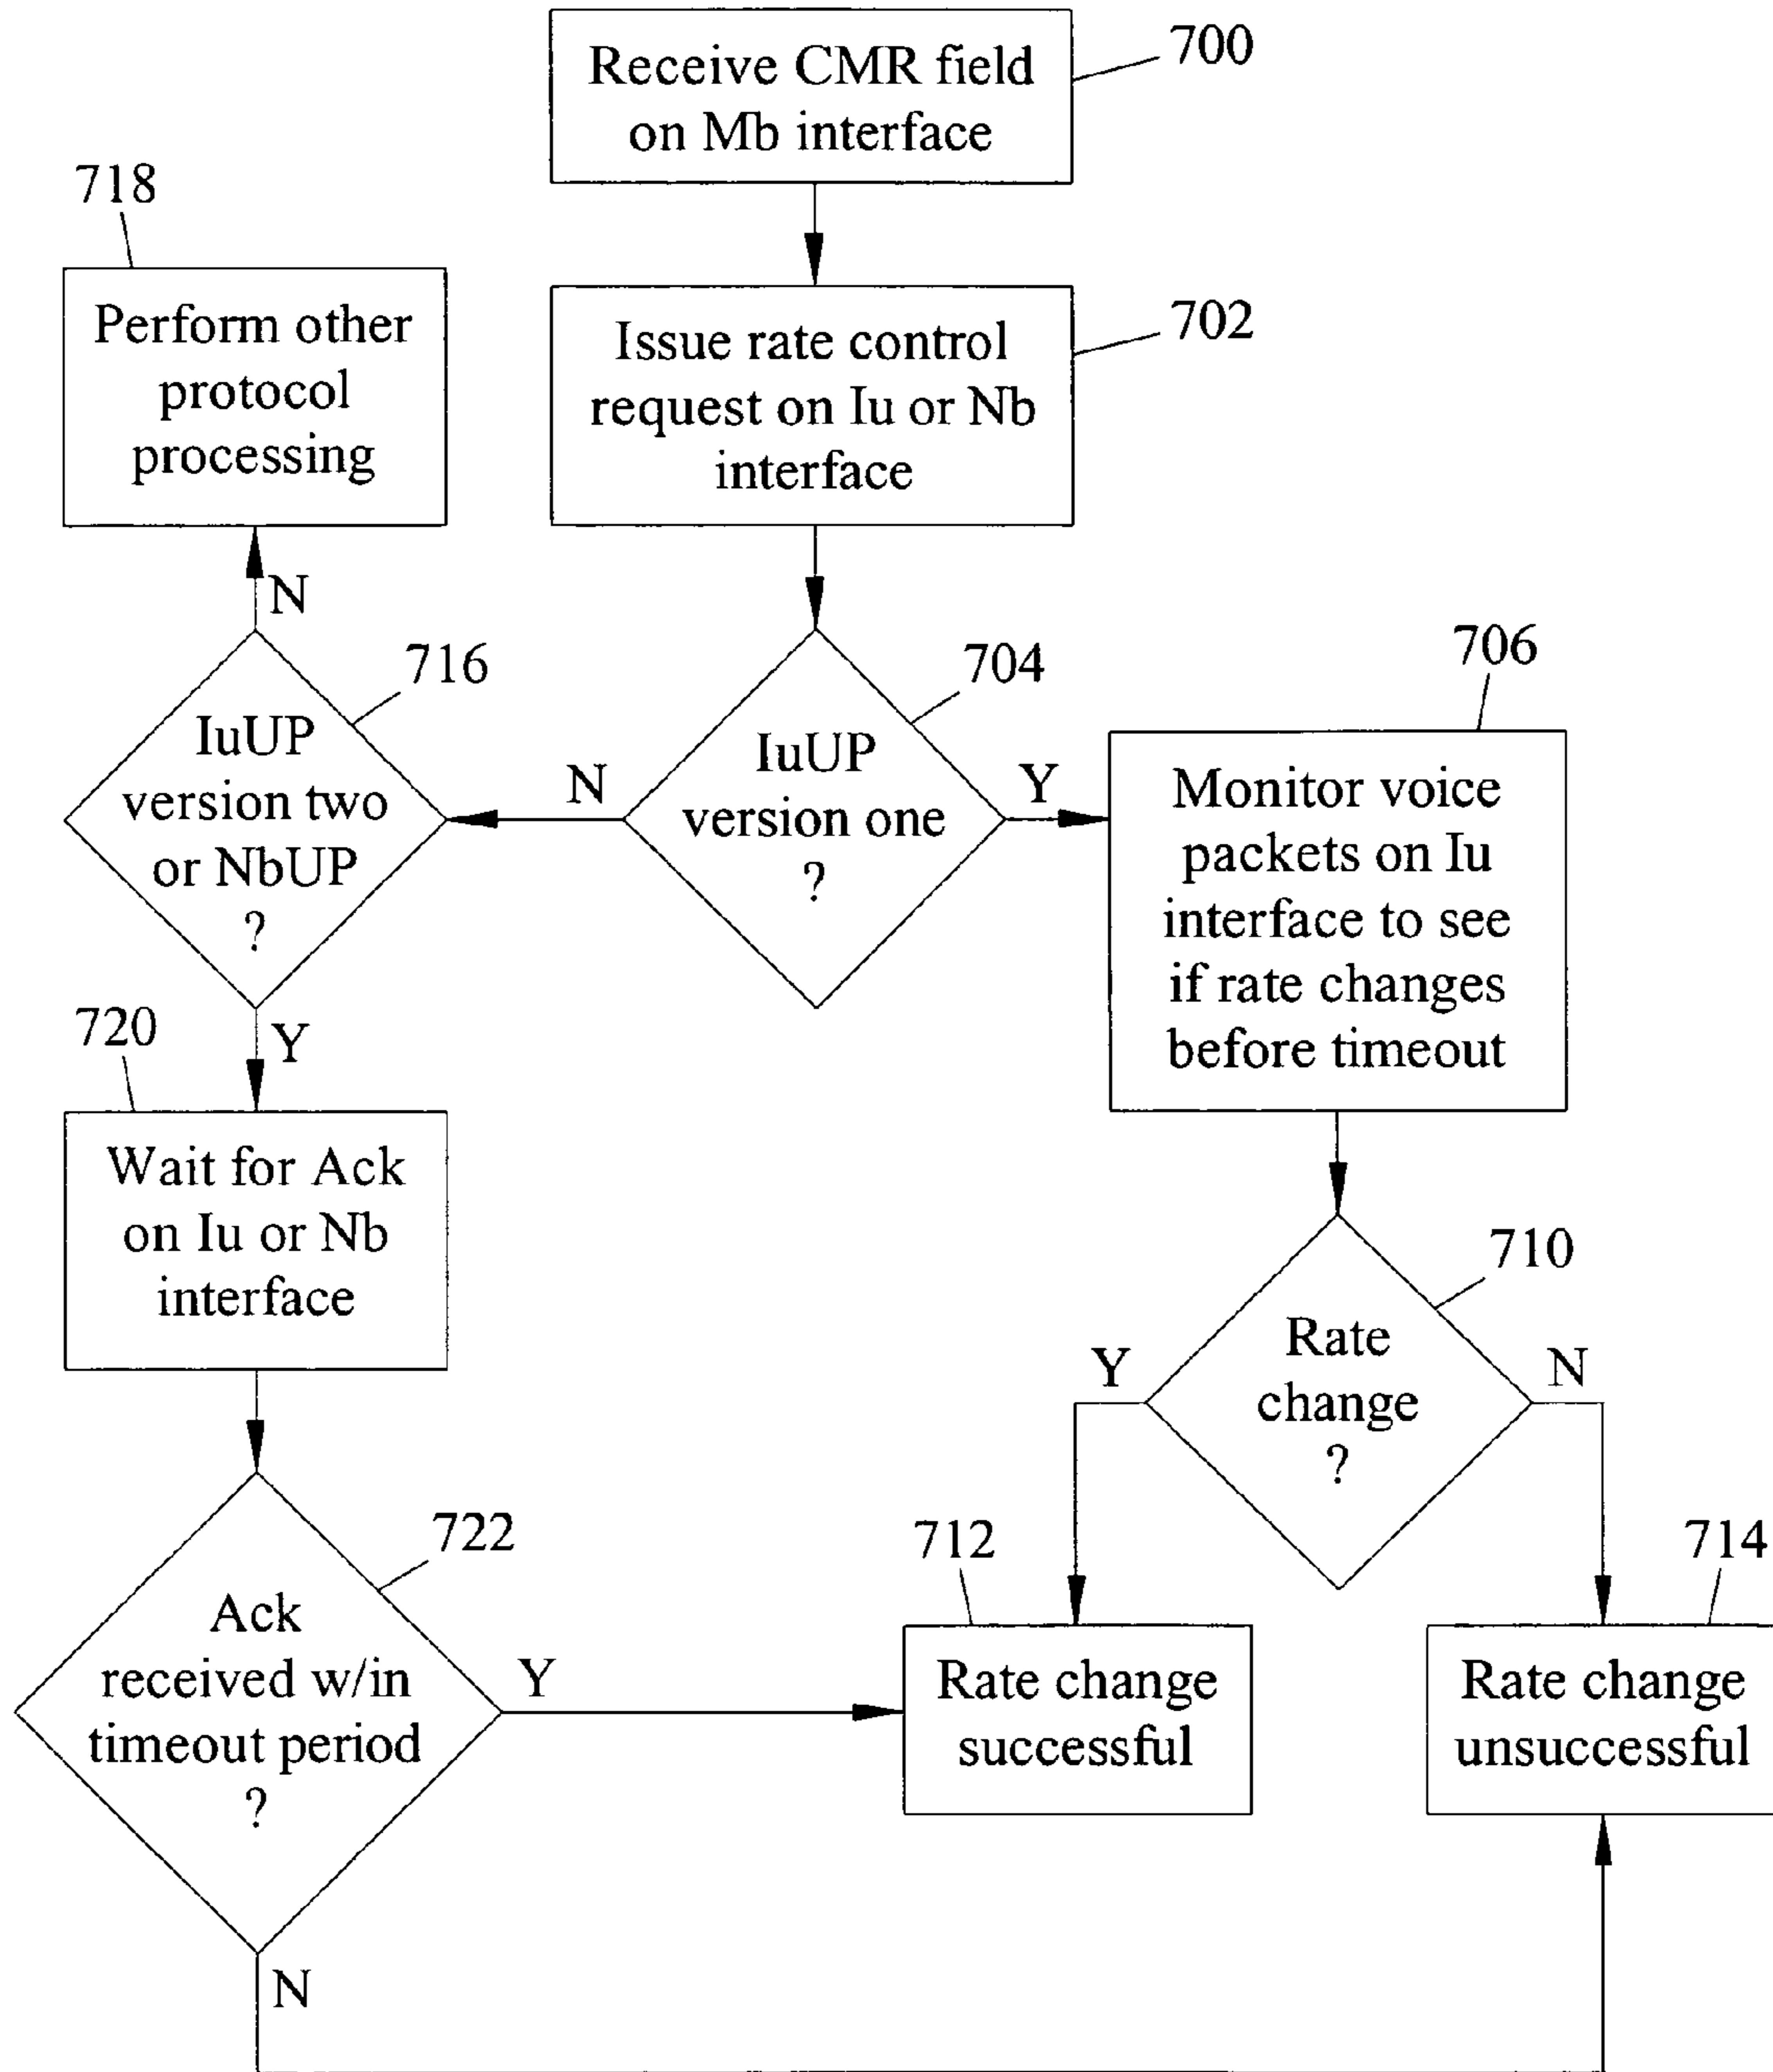 Receive CMR field
on Mb interface
700
Issue rate control
request on Iu or Nb
interface
702
718
Perform other
protocol
processing
N
716
IuUP
version two
or NbUP
?
N
704
IuUP
version one
?
Y
706
Monitor voice
packets on Iu
interface to see
if rate changes
before timeout
720
Y
Wait for Ack
on Iu or Nb
interface
710
Rate
change
?
Y
N
722
Ack
received w/in
timeout period
?
Y
N
712
Rate change
successful
714
Rate change
unsuccessful